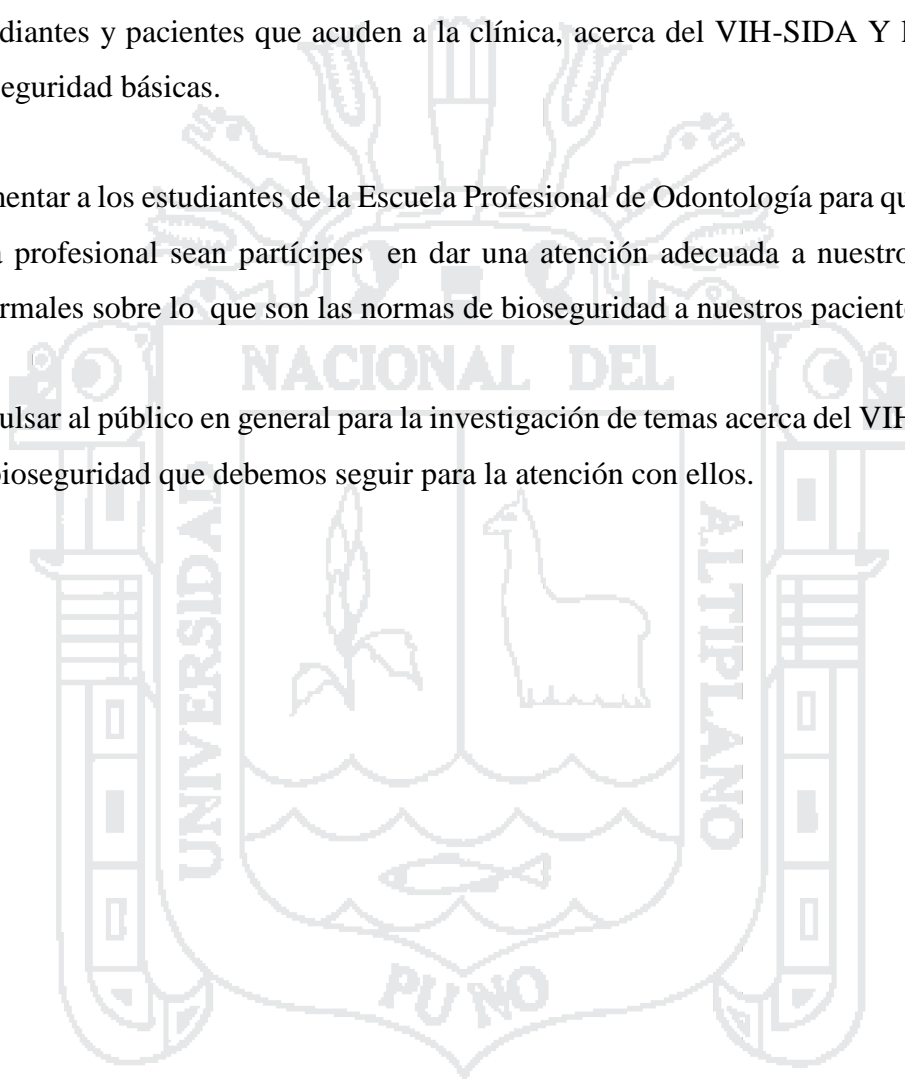 diantes y pacientes que acuden a la clínica, acerca del VIH-SIDA Y
eguridad básicas.
nentar a los estudiantes de la Escuela Profesional de Odontología para qu
a profesional sean partícipes en dar una atención adecuada a nuestro
rmales sobre lo que son las normas de bioseguridad a nuestros paciente
NACIONAL DEL
ulsar al público en general para la investigación de temas acerca del VIH
bioseguridad que debemos seguir para la atención con ellos.
UNIVERSIDAD
ALTIPLANO
PUNO